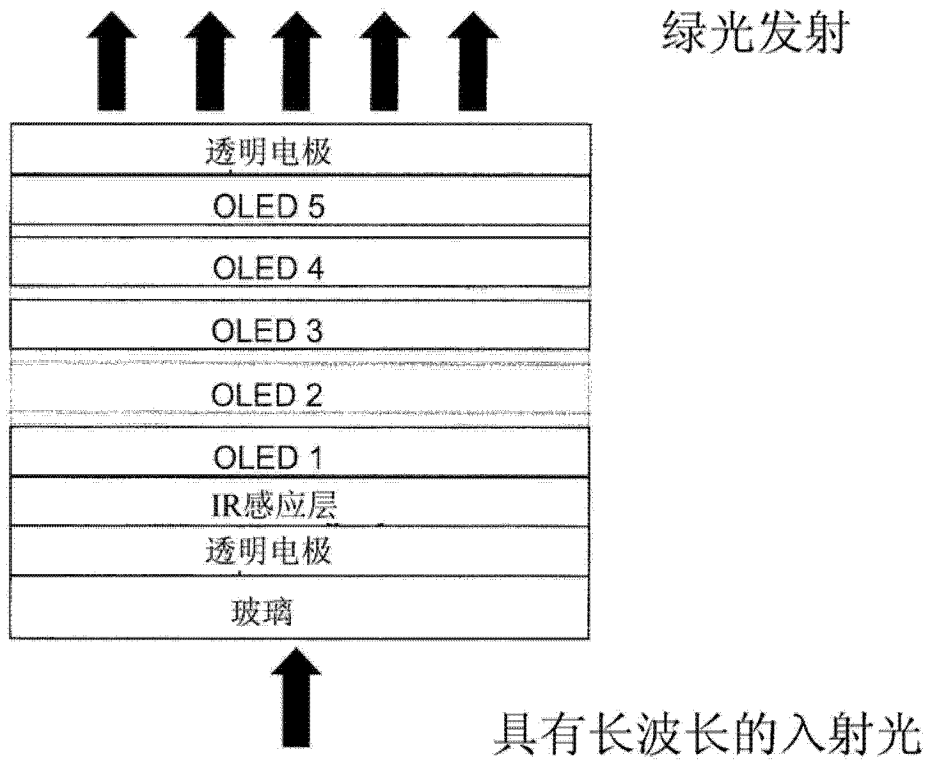 绿光发射
透明电极
OLED 5
OLED 4
OLED 3
OLED 2
OLED 1
IR感应层
透明电极
玻璃
具有长波长的入射光